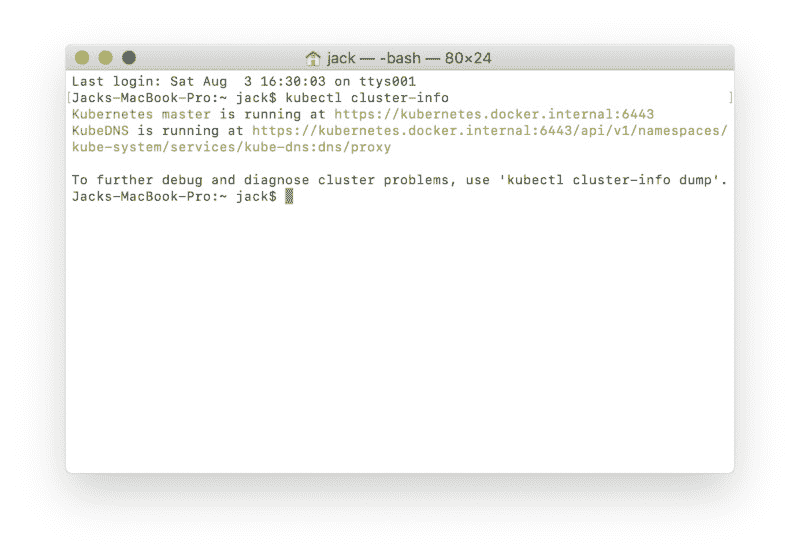 jack — -bash — 80×24
Last login: Sat Aug  3 16:30:03 on ttys001
[Jacks-MacBook-Pro:~ jack$ kubectl cluster-info ]
Kubernetes master is running at https://kubernetes.docker.internal:6443
KubeDNS is running at https://kubernetes.docker.internal:6443/api/v1/namespaces/
kube-system/services/kube-dns:dns/proxy
To further debug and diagnose cluster problems, use 'kubectl cluster-info dump'.
Jacks-MacBook-Pro:~ jack$